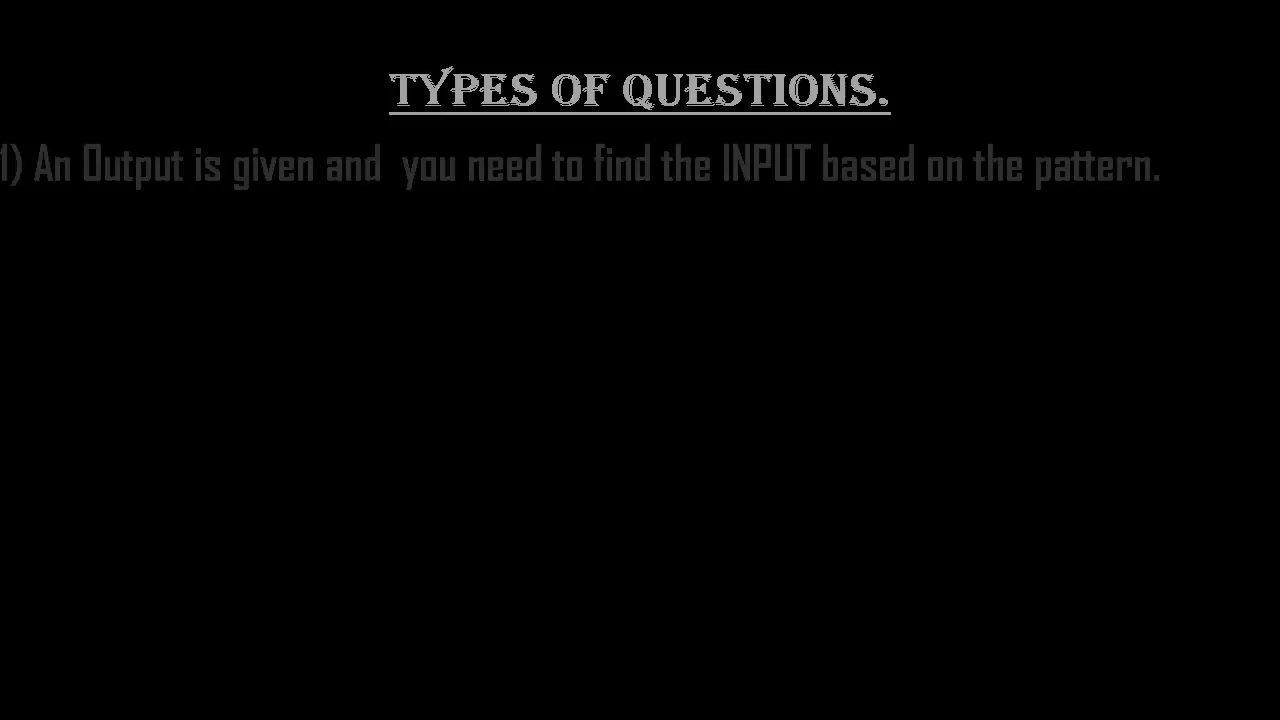 TYPES OF QUESTIONS.
1) An Output is given and you need to find the INPUT based on the pattern.